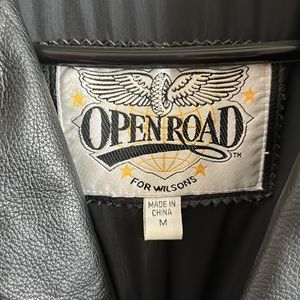 OPEN ROAD
TM
FOR WILSONS
MADE IN
CHINA
M